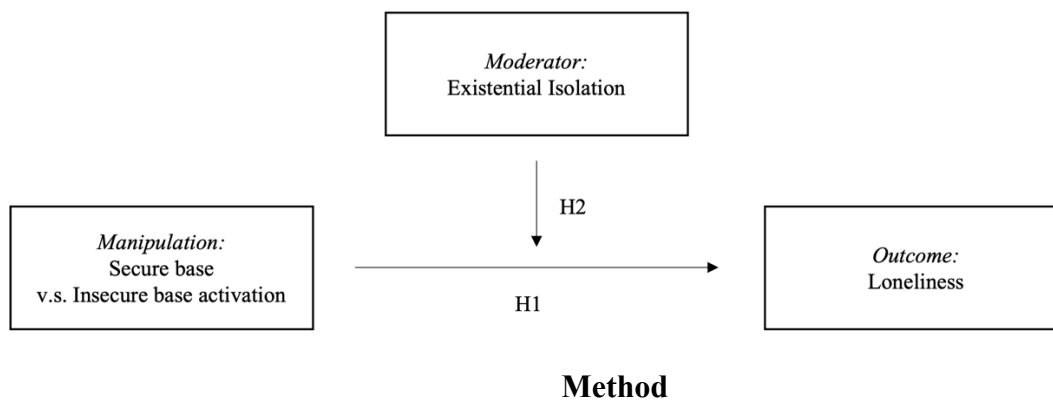 Moderator:
Existential Isolation
H2
Manipulation:
Secure base
v.s. Insecure base activation
H1
Outcome:
Loneliness
Method